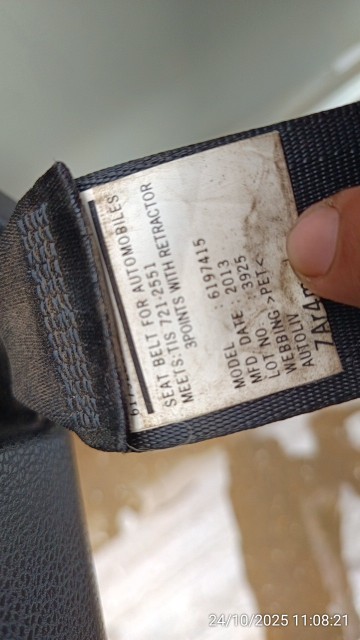 SEAT BELT FOR AUTOMOBILES
MEETS:TIS 721-2551
3POINTS WITH RETRACTOR
MODEL : 6197415
MFD. DATE : 2013
LOT NO. : 3925
WEBBING >PET<
AUTOLIV
24/10/2025 11:08:21